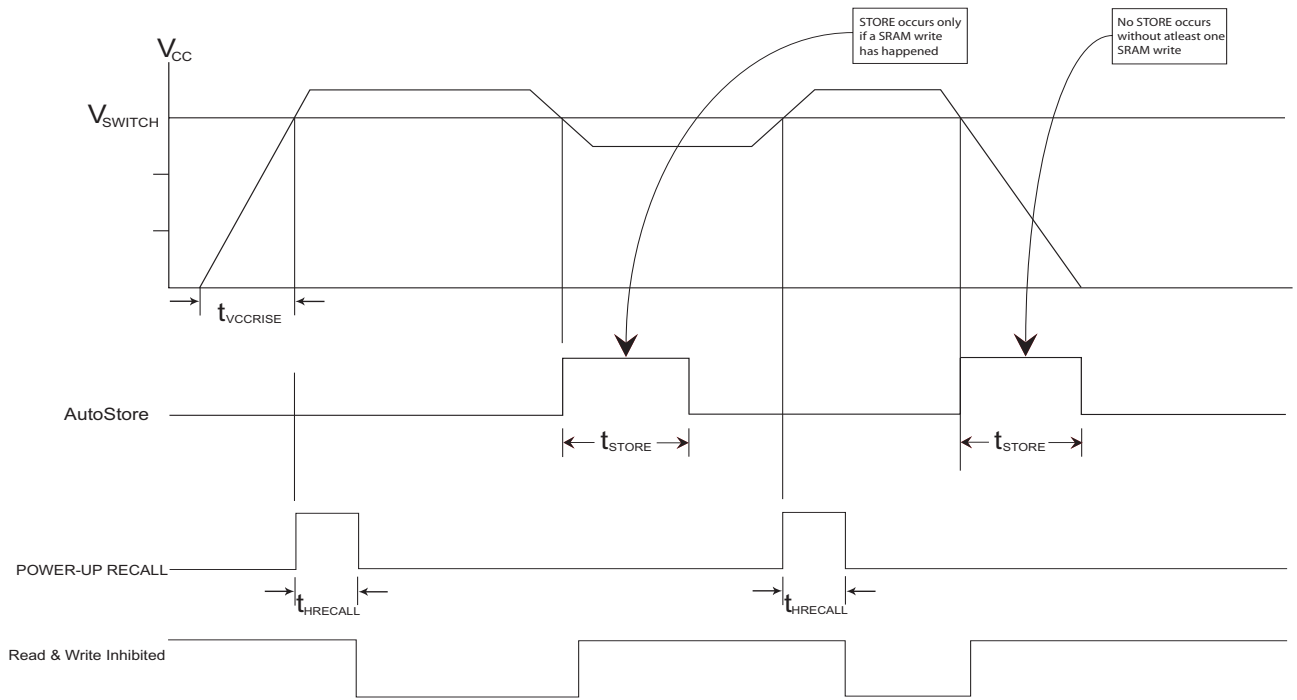 STORE occurs only
if a SRAM write
has happened
No STORE occurs
without atleast one
SRAM write
VCC
VSWITCH
tVCCRISE
AutoStore
tSTORE
tSTORE
POWER-UP RECALL
tHRECALL
tHRECALL
Read & Write Inhibited